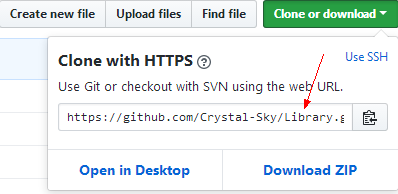 Create new file Upload files Find file Clone or download
Clone with HTTPS ? Use SSH
Use Git or checkout with SVN using the web URL.
https://github.com/Crystal-Sky/Library.g
Open in Desktop Download ZIP